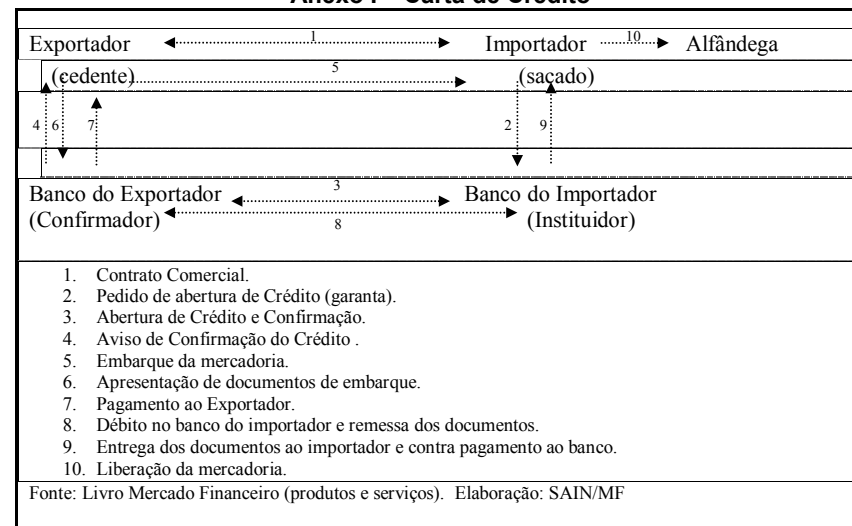 Anexo I – Carta de Crédito
Exportador 1 Importador 10 Alfândega
(cedente) 5 (sacado)
4 6 7 2 9
Banco do Exportador 3 Banco do Importador
(Confirmador) 8 (Instituidor)
1. Contrato Comercial.
2. Pedido de abertura de Crédito (garanta).
3. Abertura de Crédito e Confirmação.
4. Aviso de Confirmação do Crédito .
5. Embarque da mercadoria.
6. Apresentação de documentos de embarque.
7. Pagamento ao Exportador.
8. Débito no banco do importador e remessa dos documentos.
9. Entrega dos documentos ao importador e contra pagamento ao banco.
10. Liberação da mercadoria.
Fonte: Livro Mercado Financeiro (produtos e serviços). Elaboração: SAIN/MF